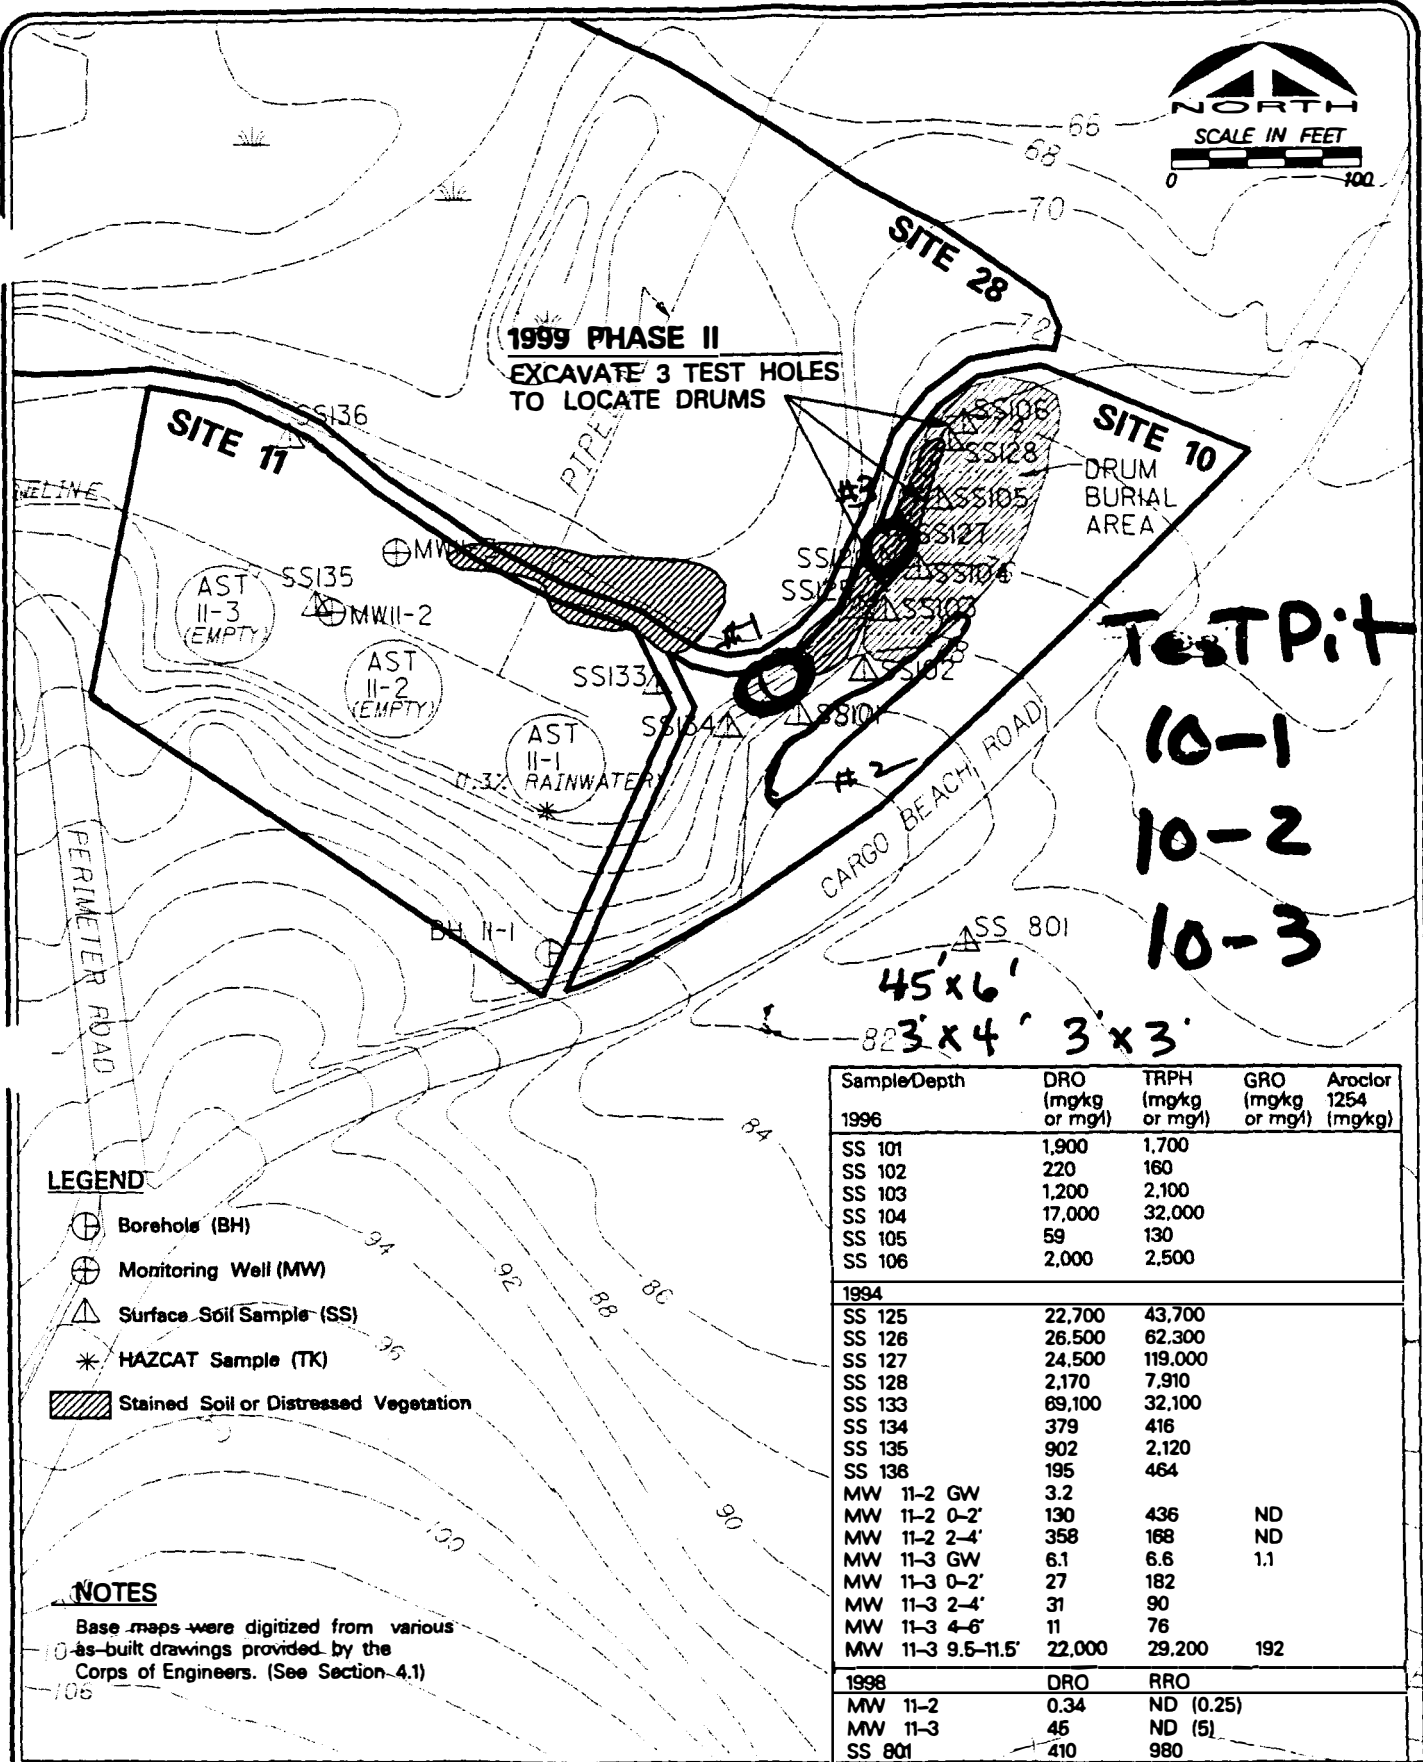 NORTH
SCALE IN FEET
0 100
66
68
70
72
SITE 28
1999 PHASE II
EXCAVATE 3 TEST HOLES
TO LOCATE DRUMS
SITE 11
SS136
SITE 10
SS106
SS128
DRUM
BURIAL
AREA
#3
SS105
SS127
SS104
SS103
SS102
MW11-3
AST
11-3
(EMPTY)
SS135
MW11-2
AST
11-2
(EMPTY)
#1
SS133
SS134
SS101
AST
11-1
0.3% RAINWATER
#2
CARGO BEACH ROAD
PERIMETER ROAD
BH 11-1
TesT Pit
10-1
10-2
10-3
SS 801
45'x6'
82
3'x4' 3'x3'
84
86
88
90
92
94
96
100
106
LEGEND
Borehole (BH)
Monitoring Well (MW)
Surface Soil Sample (SS)
HAZCAT Sample (TK)
Stained Soil or Distressed Vegetation
NOTES
Base maps were digitized from various
as-built drawings provided by the
Corps of Engineers. (See Section 4.1)
Sample/Depth DRO TRPH GRO Aroclor
(mg/kg (mg/kg (mg/kg 1254
1996 or mg/l) or mg/l) or mg/l) (mg/kg)
SS 101 1,900 1,700
SS 102 220 160
SS 103 1,200 2,100
SS 104 17,000 32,000
SS 105 59 130
SS 106 2,000 2,500
1994
SS 125 22,700 43,700
SS 126 26,500 62,300
SS 127 24,500 119,000
SS 128 2,170 7,910
SS 133 69,100 32,100
SS 134 379 416
SS 135 902 2,120
SS 136 195 464
MW 11-2 GW 3.2
MW 11-2 0-2' 130 436 ND
MW 11-2 2-4' 358 168 ND
MW 11-3 GW 6.1 6.6 1.1
MW 11-3 0-2' 27 182
MW 11-3 2-4' 31 90
MW 11-3 4-6' 11 76
MW 11-3 9.5-11.5' 22,000 29,200 192
1998 DRO RRO
MW 11-2 0.34 ND (0.25)
MW 11-3 45 ND (5)
SS 801 410 980